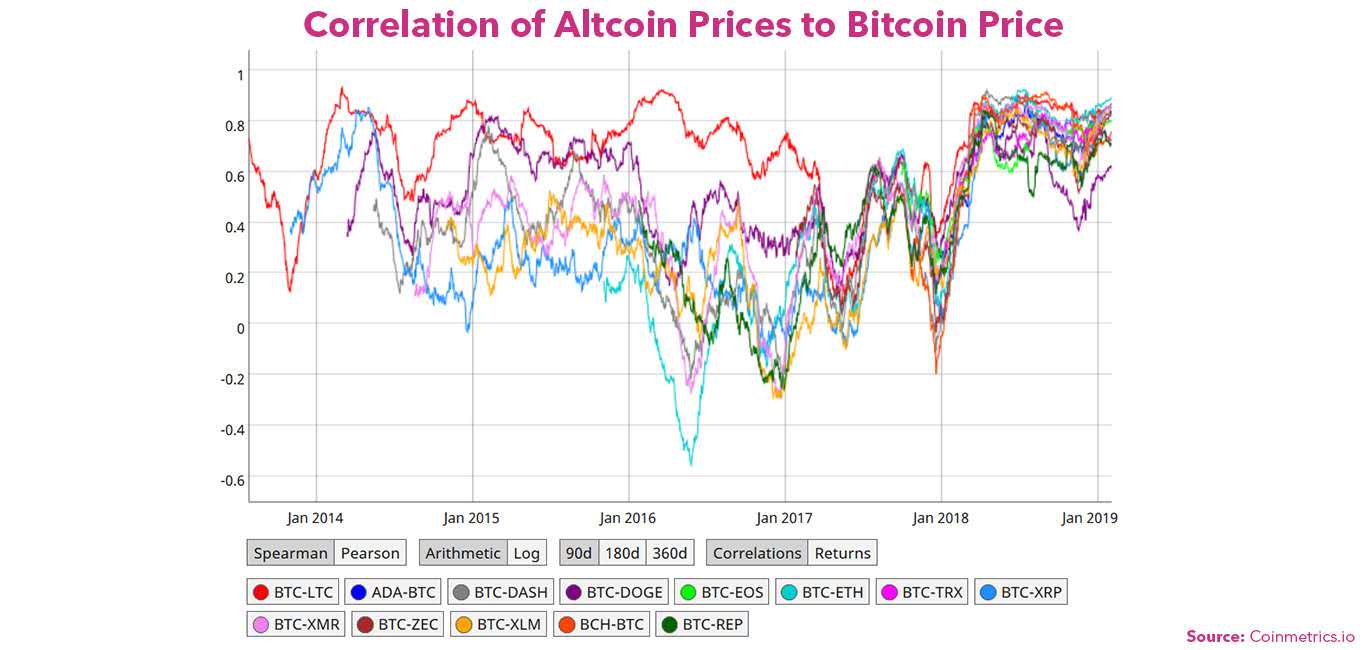 Correlation of Altcoin Prices to Bitcoin Price
1
0.8
0.6
0.4
0.2
0
-0.2
-0.4
-0.6
Jan 2014 Jan 2015 Jan 2016 Jan 2017 Jan 2018 Jan 2019
Spearman Pearson Arithmetic Log 90d 180d 360d Correlations Returns
BTC-LTC ADA-BTC BTC-DASH BTC-DOGE BTC-EOS BTC-ETH BTC-TRX BTC-XRP
BTC-XMR BTC-ZEC BTC-XLM BCH-BTC BTC-REP
Source: Coinmetrics.io